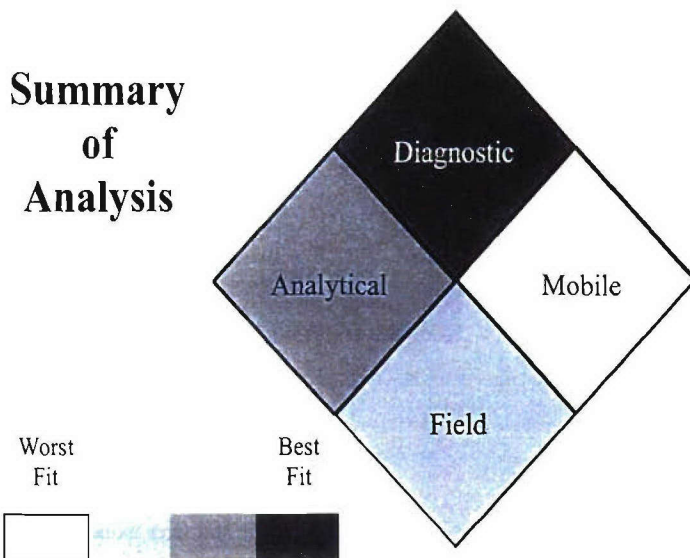 Summary
of
Analysis
Diagnostic
Analytical
Mobile
Field
Worst
Fit
Best
Fit